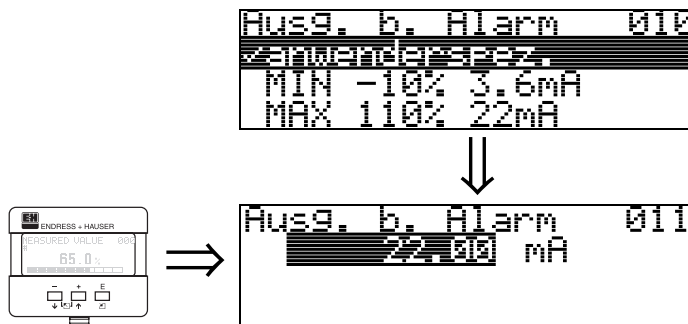 Ausg. b. Alarm 010
✓anwenderspez.
MIN -10% 3.6mA
MAX 110% 22mA
Ausg. b. Alarm 011
22.00 mA
EH
ENDRESS + HAUSER
MEASURED VALUE 000
65.0 %
- + E